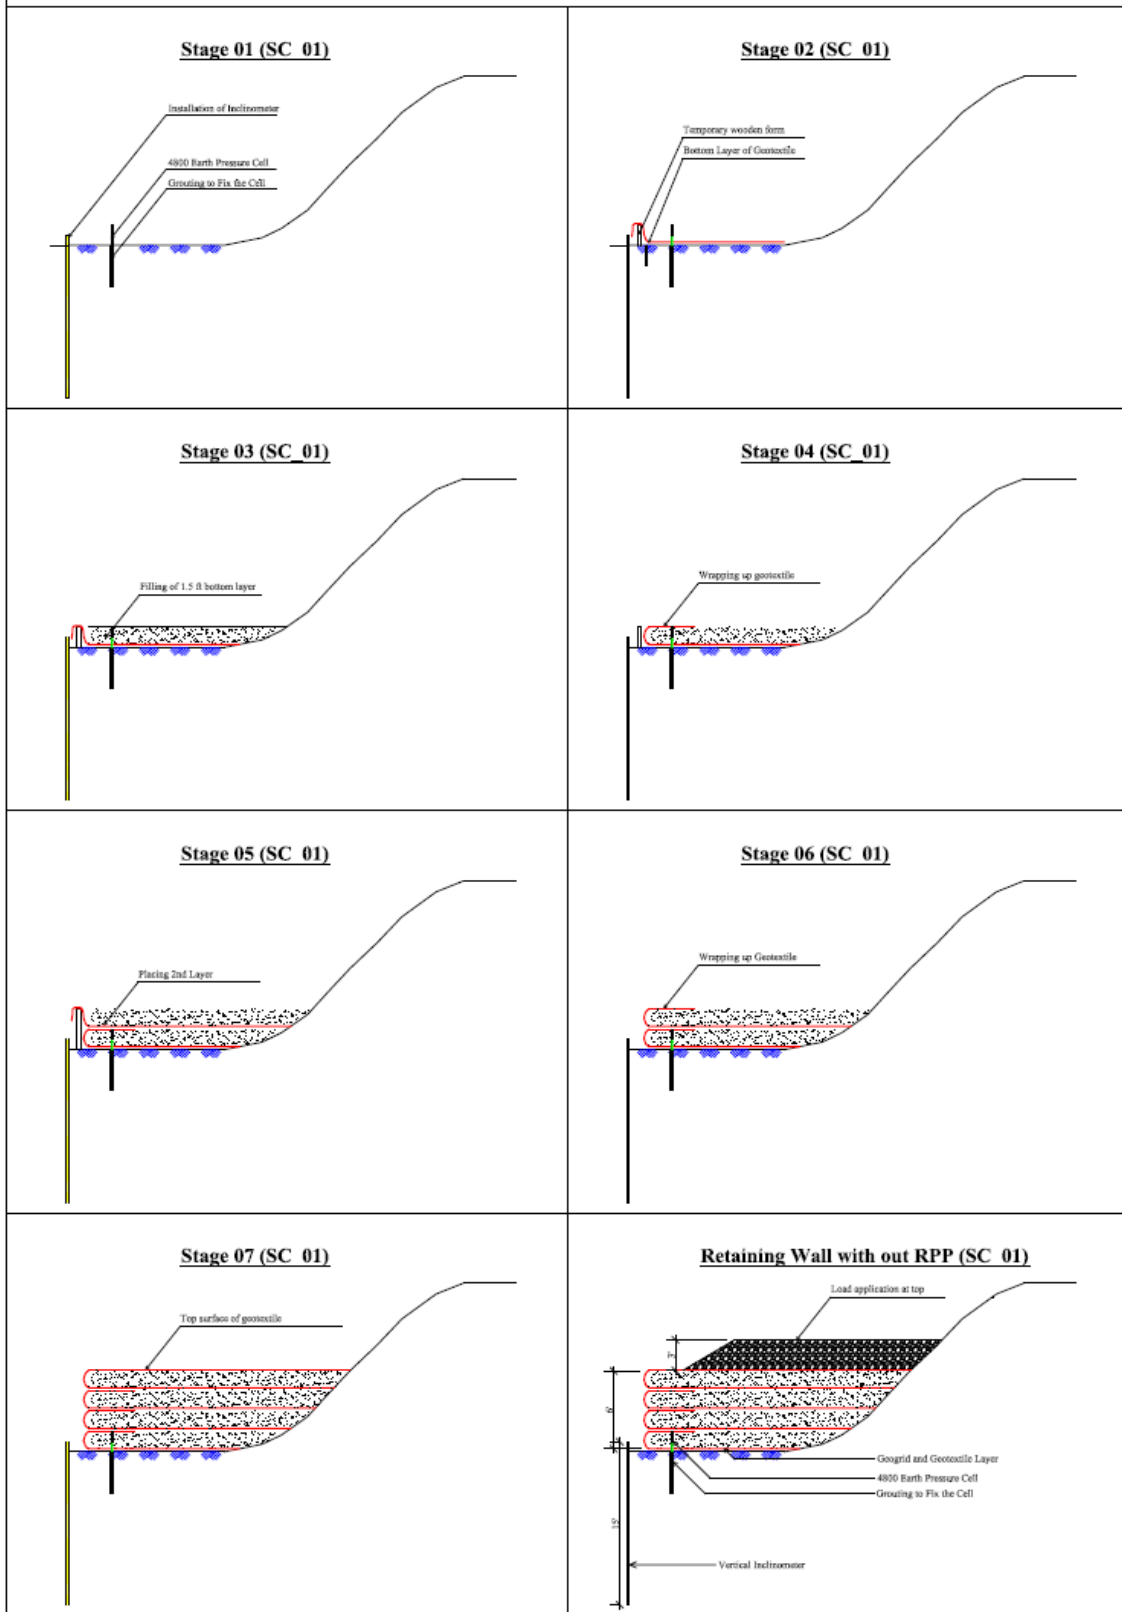 Stage 01 (SC_01)
Installation of Inclinometer
4800 Earth Pressure Cell
Grouting to Fix the Cell
Stage 02 (SC_01)
Temporary wooden form
Bottom Layer of Geotextile
Stage 03 (SC_01)
Filling of 1.5 ft bottom layer
Stage 04 (SC_01)
Wrapping up geotextile
Stage 05 (SC_01)
Placing 2nd Layer
Stage 06 (SC_01)
Wrapping up Geotextile
Stage 07 (SC_01)
Top surface of geotextile
Retaining Wall with out RPP (SC_01)
Load application at top
6'
Geogrid and Geotextile Layer
4800 Earth Pressure Cell
Grouting to Fix the Cell
15'
Vertical Inclinometer